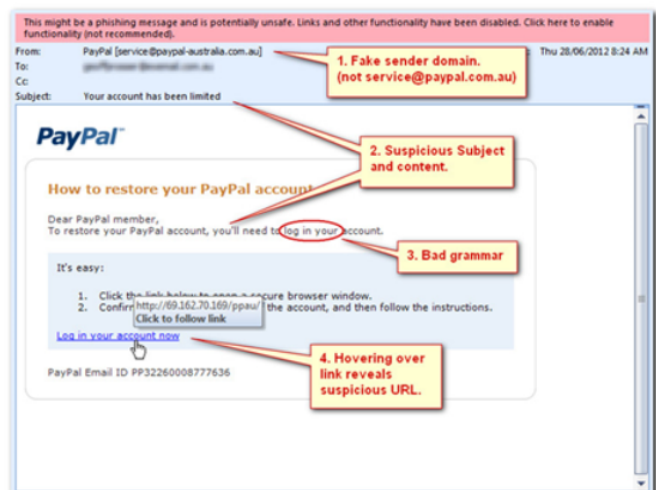 This might be a phishing message and is potentially unsafe. Links and other functionality have been disabled. Click here to enable
functionality (not recommended).
From: PayPal [service@paypal-australia.com.au]
Thu 28/06/2012 8:24 AM
To:
Cc:
Subject: Your account has been limited
1. Fake sender domain.
(not service@paypal.com.au)
PayPal™
2. Suspicious Subject
and content.
How to restore your PayPal account
Dear PayPal member,
To restore your PayPal account, you'll need to log in your account.
3. Bad grammar
It's easy:
1. Click the link below to open a secure browser window.
2. Confirm the account, and then follow the instructions.
http://69.162.70.169/ppau/
Click to follow link
Log in your account now
4. Hovering over
link reveals
suspicious URL.
PayPal Email ID PP32260008777636